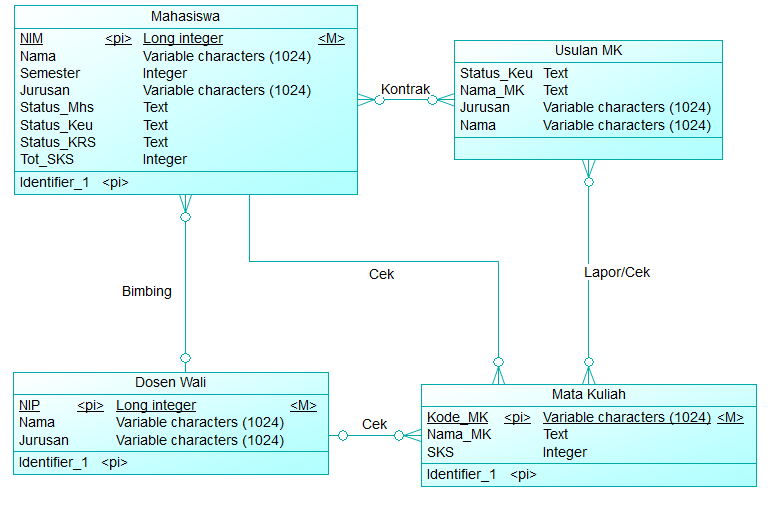 Mahasiswa
NIM <pi> Long integer <M>
Nama Variable characters (1024)
Semester Integer
Jurusan Variable characters (1024)
Status_Mhs Text
Status_Keu Text
Status_KRS Text
Tot_SKS Integer
Identifier_1 <pi>
Kontrak
Usulan MK
Status_Keu Text
Nama_MK Text
Jurusan Variable characters (1024)
Nama Variable characters (1024)
Cek
Lapor/Cek
Bimbing
Dosen Wali
NIP <pi> Long integer <M>
Nama Variable characters (1024)
Jurusan Variable characters (1024)
Identifier_1 <pi>
Cek
Mata Kuliah
Kode_MK <pi> Variable characters (1024) <M>
Nama_MK Text
SKS Integer
Identifier_1 <pi>